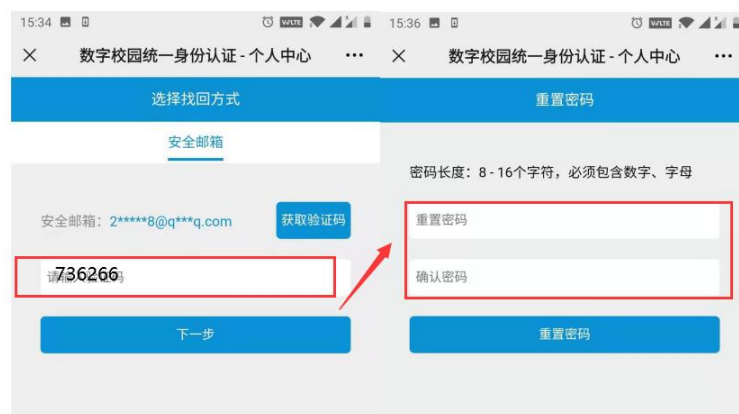 15:34
数字校园统一身份认证 - 个人中心
选择找回方式
安全邮箱
安全邮箱：2*****8@q***q.com
获取验证码
736266
下一步
15:36
数字校园统一身份认证 - 个人中心
重置密码
密码长度：8 - 16个字符，必须包含数字、字母
重置密码
确认密码
重置密码